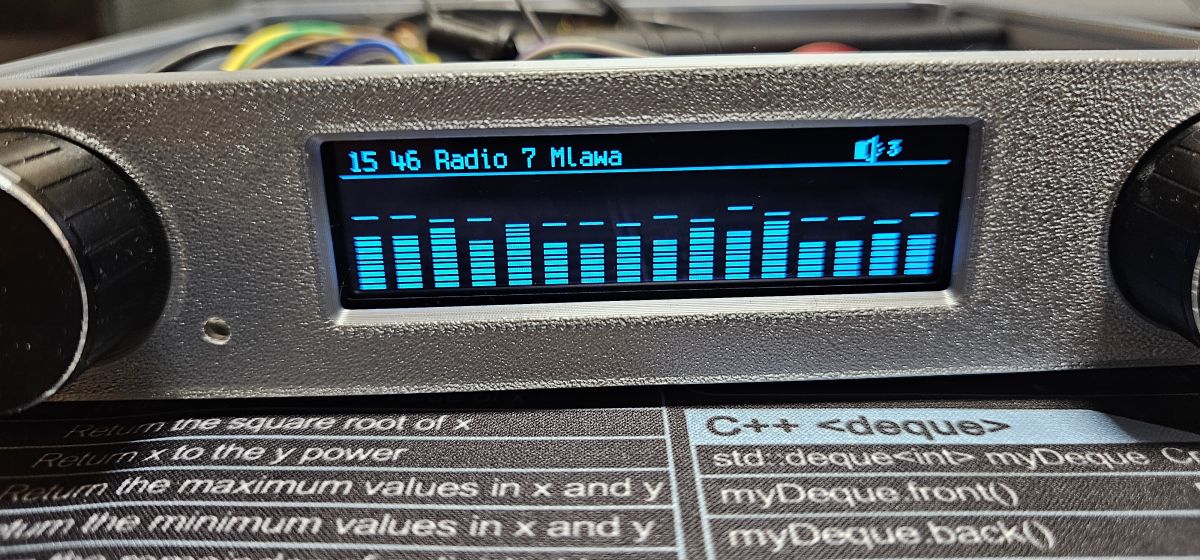 15 46 Radio 7 Mlawa 3
Return the square root of x
Return x to the y power
Return the maximum values in x and y
the minimum values in x and y
C++ <deque>
std::deque<int> myDeque
myDeque.front()
myDeque.back()